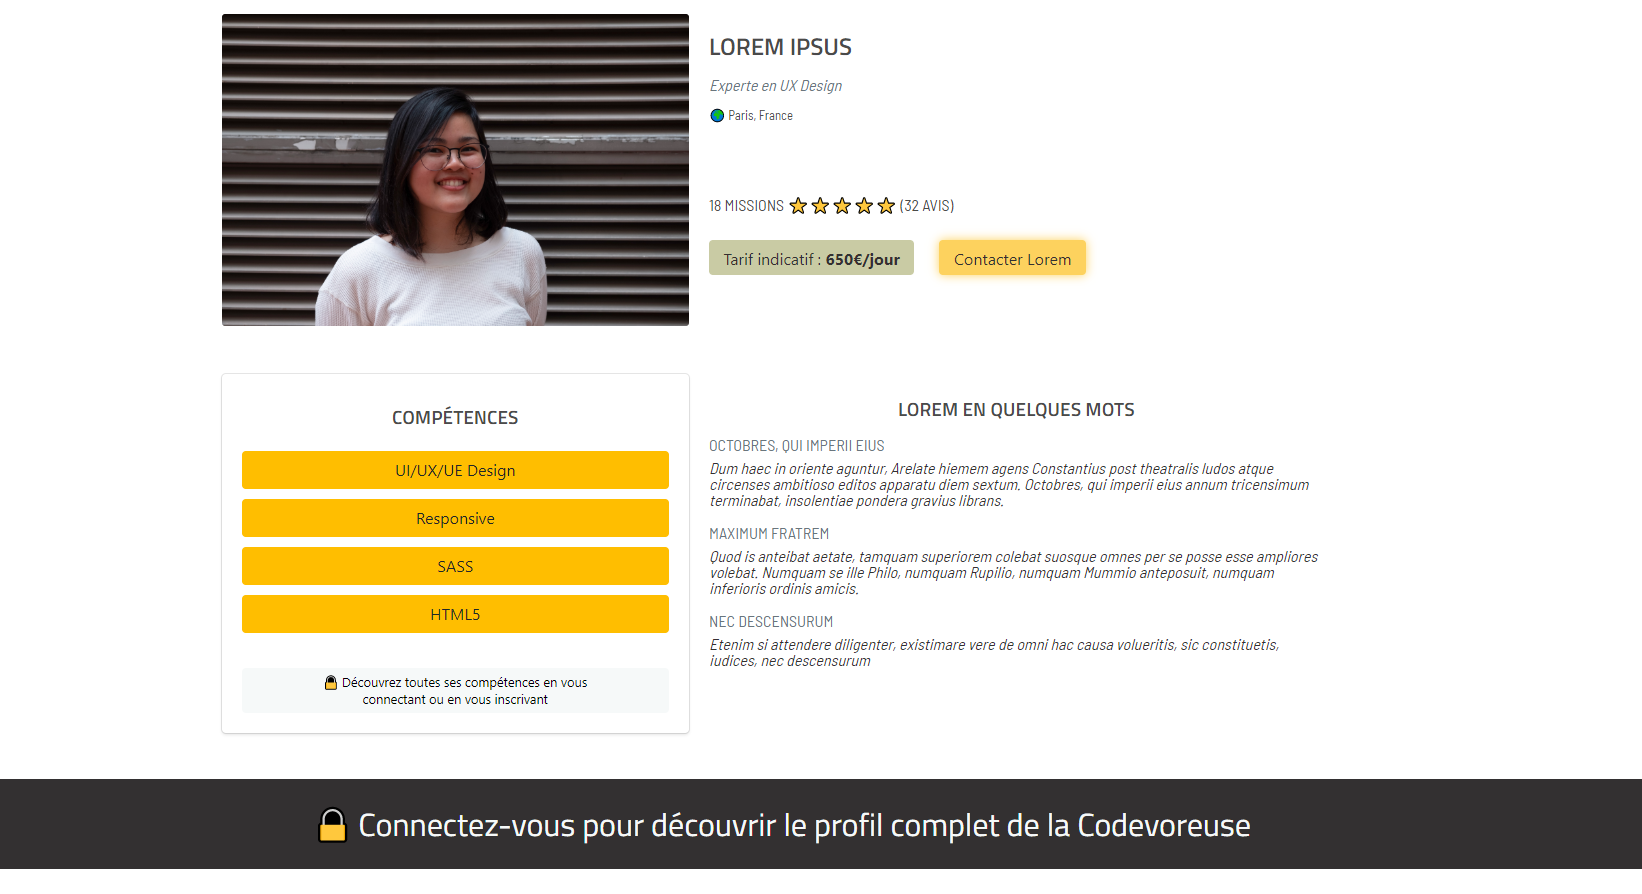 LOREM IPSUS
Experte en UX Design
Paris, France
18 MISSIONS (32 AVIS)
Tarif indicatif : 650€/jour
Contacter Lorem
COMPÉTENCES
UI/UX/UE Design
Responsive
SASS
HTML5
Découvrez toutes ses compétences en vous
connectant ou en vous inscrivant
LOREM EN QUELQUES MOTS
OCTOBRES, QUI IMPERII EIUS
Dum haec in oriente aguntur, Arelate hiemem agens Constantius post theatralis ludos atque
circenses ambitioso editos apparatu diem sextum. Octobres, qui imperii eius annum tricensimum
terminabat, insolentiae pondera gravius librans.
MAXIMUM FRATREM
Quod is anteibat aetate, tamquam superiorem colebat suosque omnes per se posse esse ampliores
volebat. Numquam se ille Philo, numquam Rupilio, numquam Mummio anteposuit, numquam
inferioris ordinis amicis.
NEC DESCENSURUM
Etenim si attendere diligenter, existimare vere de omni hac causa volueritis, sic constituetis,
iudices, nec descensurum
Connectez-vous pour découvrir le profil complet de la Codevoreuse